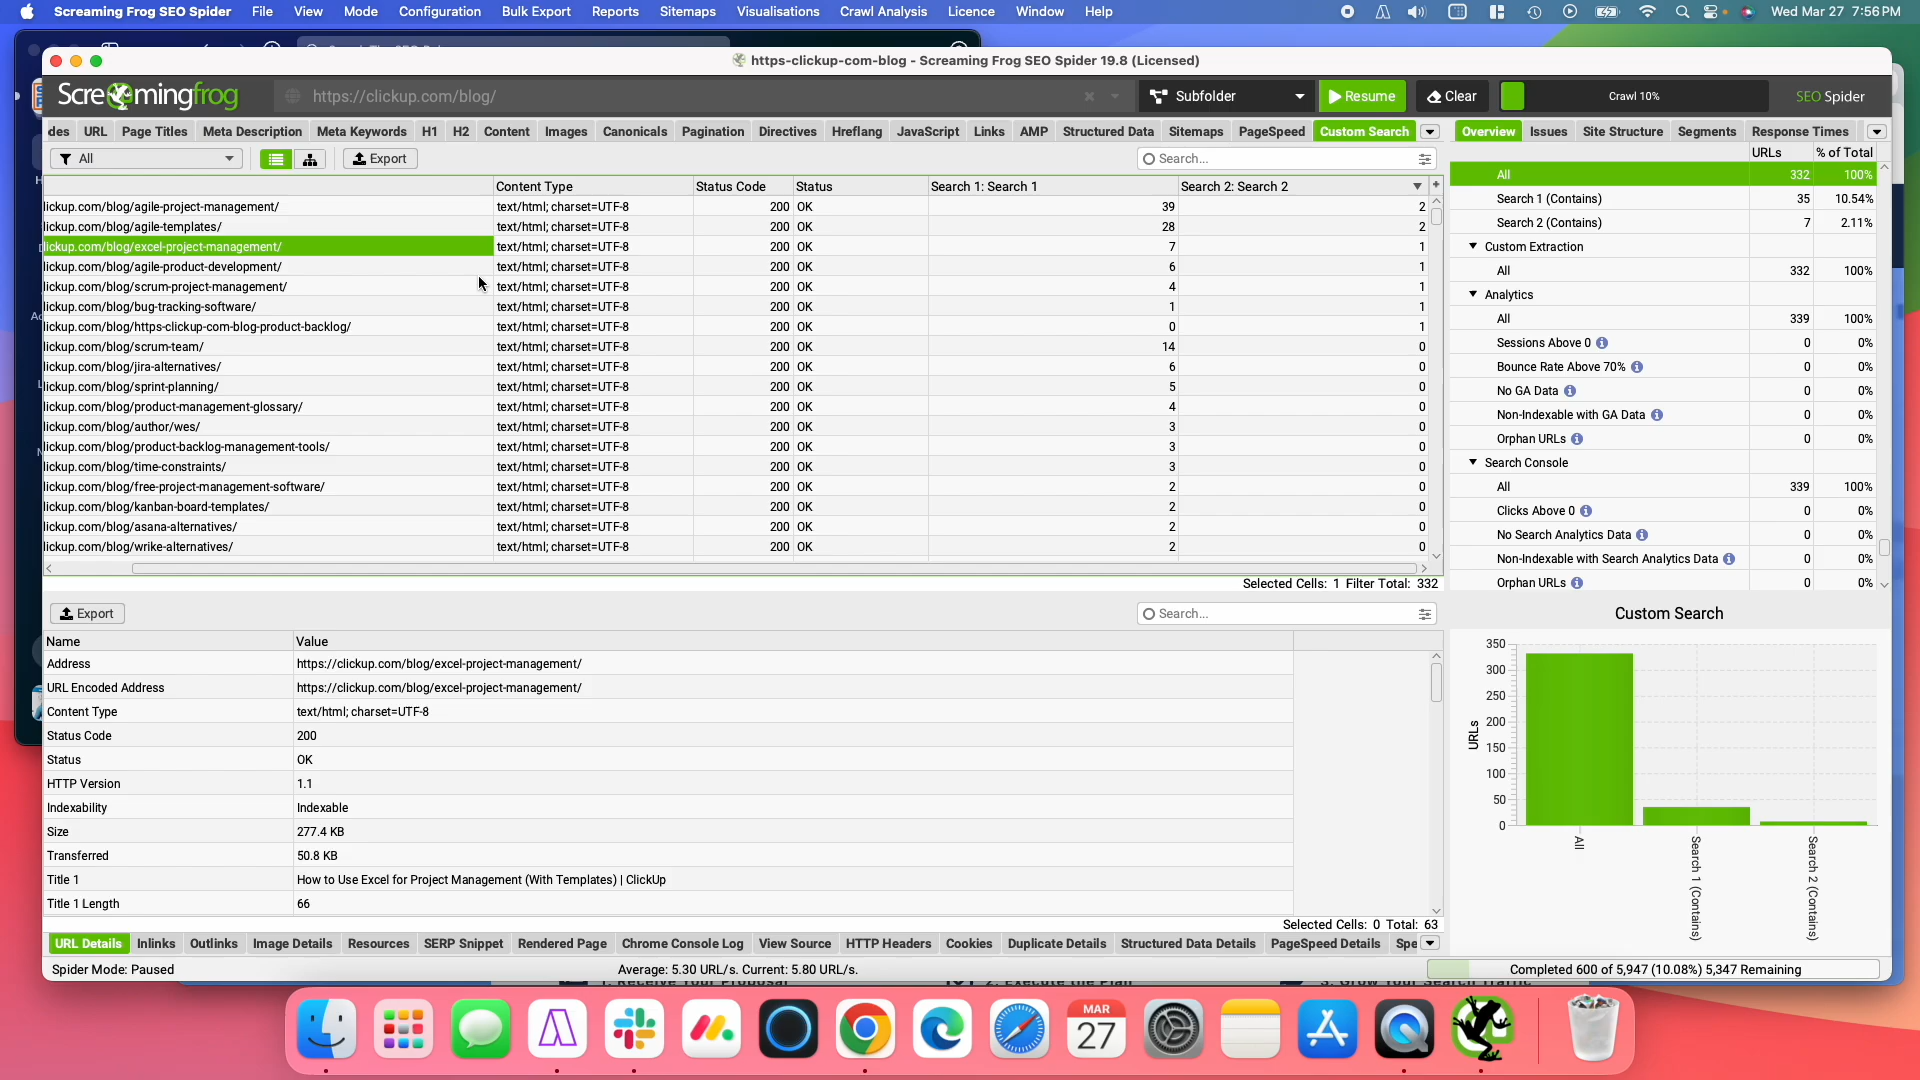 Screaming Frog SEO Spider File View Mode Configuration Bulk Export Reports Sitemaps Visualisations Crawl Analysis Licence Window Help Wed Mar 27 7:56 PM
https-clickup-com-blog - Screaming Frog SEO Spider 19.8 (Licensed)
Screamingfrog https://clickup.com/blog/ Subfolder Resume Clear Crawl 10% SEO Spider
des URL Page Titles Meta Description Meta Keywords H1 H2 Content Images Canonicals Pagination Directives Hreflang JavaScript Links AMP Structured Data Sitemaps PageSpeed Custom Search
All Export Search...
Content Type Status Code Status Search 1: Search 1 Search 2: Search 2
lickup.com/blog/agile-project-management/ text/html; charset=UTF-8 200 OK 39 2
lickup.com/blog/agile-templates/ text/html; charset=UTF-8 200 OK 28 2
lickup.com/blog/excel-project-management/ text/html; charset=UTF-8 200 OK 7 1
lickup.com/blog/agile-product-development/ text/html; charset=UTF-8 200 OK 6 1
lickup.com/blog/scrum-project-management/ text/html; charset=UTF-8 200 OK 4 1
lickup.com/blog/bug-tracking-software/ text/html; charset=UTF-8 200 OK 1 1
lickup.com/blog/https-clickup-com-blog-product-backlog/ text/html; charset=UTF-8 200 OK 0 1
lickup.com/blog/scrum-team/ text/html; charset=UTF-8 200 OK 14 0
lickup.com/blog/jira-alternatives/ text/html; charset=UTF-8 200 OK 6 0
lickup.com/blog/sprint-planning/ text/html; charset=UTF-8 200 OK 5 0
lickup.com/blog/product-management-glossary/ text/html; charset=UTF-8 200 OK 4 0
lickup.com/blog/author/wes/ text/html; charset=UTF-8 200 OK 3 0
lickup.com/blog/product-backlog-management-tools/ text/html; charset=UTF-8 200 OK 3 0
lickup.com/blog/time-constraints/ text/html; charset=UTF-8 200 OK 3 0
lickup.com/blog/free-project-management-software/ text/html; charset=UTF-8 200 OK 2 0
lickup.com/blog/kanban-board-templates/ text/html; charset=UTF-8 200 OK 2 0
lickup.com/blog/asana-alternatives/ text/html; charset=UTF-8 200 OK 2 0
lickup.com/blog/wrike-alternatives/ text/html; charset=UTF-8 200 OK 2 0
Selected Cells: 1 Filter Total: 332
Export Search...
Name Value
Address https://clickup.com/blog/excel-project-management/
URL Encoded Address https://clickup.com/blog/excel-project-management/
Content Type text/html; charset=UTF-8
Status Code 200
Status OK
HTTP Version 1.1
Indexability Indexable
Size 277.4 KB
Transferred 50.8 KB
Title 1 How to Use Excel for Project Management (With Templates) | ClickUp
Title 1 Length 66
Selected Cells: 0 Total: 63
URL Details Inlinks Outlinks Image Details Resources SERP Snippet Rendered Page Chrome Console Log View Source HTTP Headers Cookies Duplicate Details Structured Data Details PageSpeed Details Spe
Overview Issues Site Structure Segments Response Times
URLs % of Total
All 332 100%
Search 1 (Contains) 35 10.54%
Search 2 (Contains) 7 2.11%
Custom Extraction
All 332 100%
Analytics
All 339 100%
Sessions Above 0 0 0%
Bounce Rate Above 70% 0 0%
No GA Data 0 0%
Non-Indexable with GA Data 0 0%
Orphan URLs 0 0%
Search Console
All 339 100%
Clicks Above 0 0 0%
No Search Analytics Data 0 0%
Non-Indexable with Search Analytics Data 0 0%
Orphan URLs 0 0%
Custom Search
URLs
350
300
250
200
150
100
50
0
All
Search 1 (Contains)
Search 2 (Contains)
Spider Mode: Paused Average: 5.30 URL/s. Current: 5.80 URL/s. Completed 600 of 5,947 (10.08%) 5,347 Remaining
MAR
27